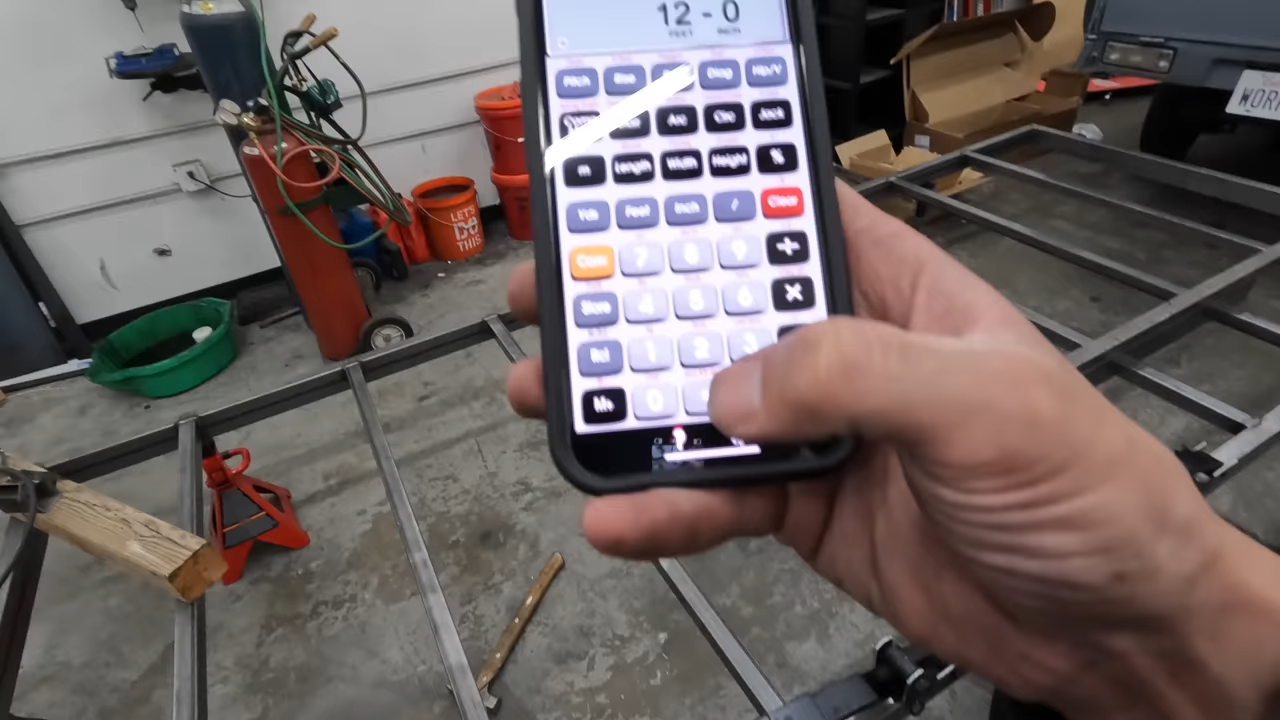 12 - 0
FEET INCH
Pitch Rise Diag Hip/V
Arc Circ Jack
m Length Width Height %
Yds Feet Inch / Clear
Conv 7 8 9 +
Stor 4 5 6 ×
Rcl 1 2 3
M+ 0
LET'S
DO
THIS
WOR